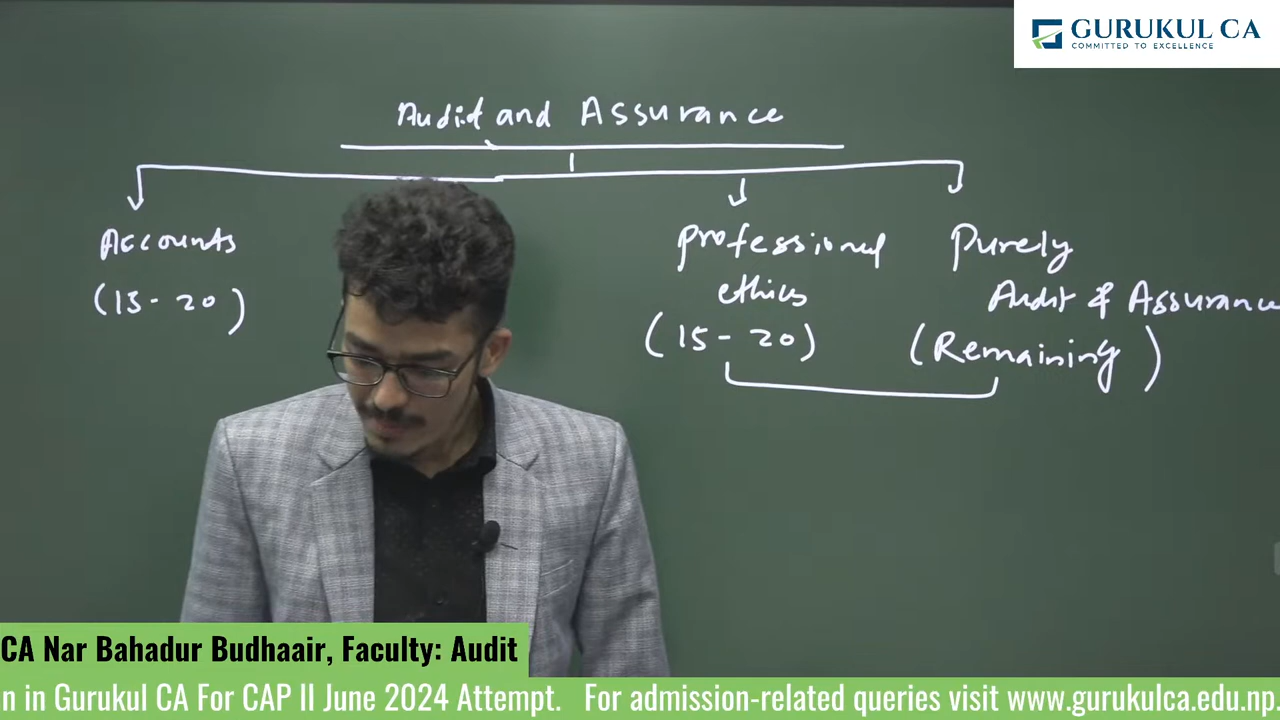 GURUKUL CA
COMMITTED TO EXCELLENCE
Audit and Assurance
Accounts
(15 - 20)
Professional
ethics
(15 - 20)
Purely
Audit & Assurance
(Remaining)
CA Nar Bahadur Budhaair, Faculty: Audit
n in Gurukul CA For CAP II June 2024 Attempt. For admission-related queries visit www.gurukulca.edu.np.